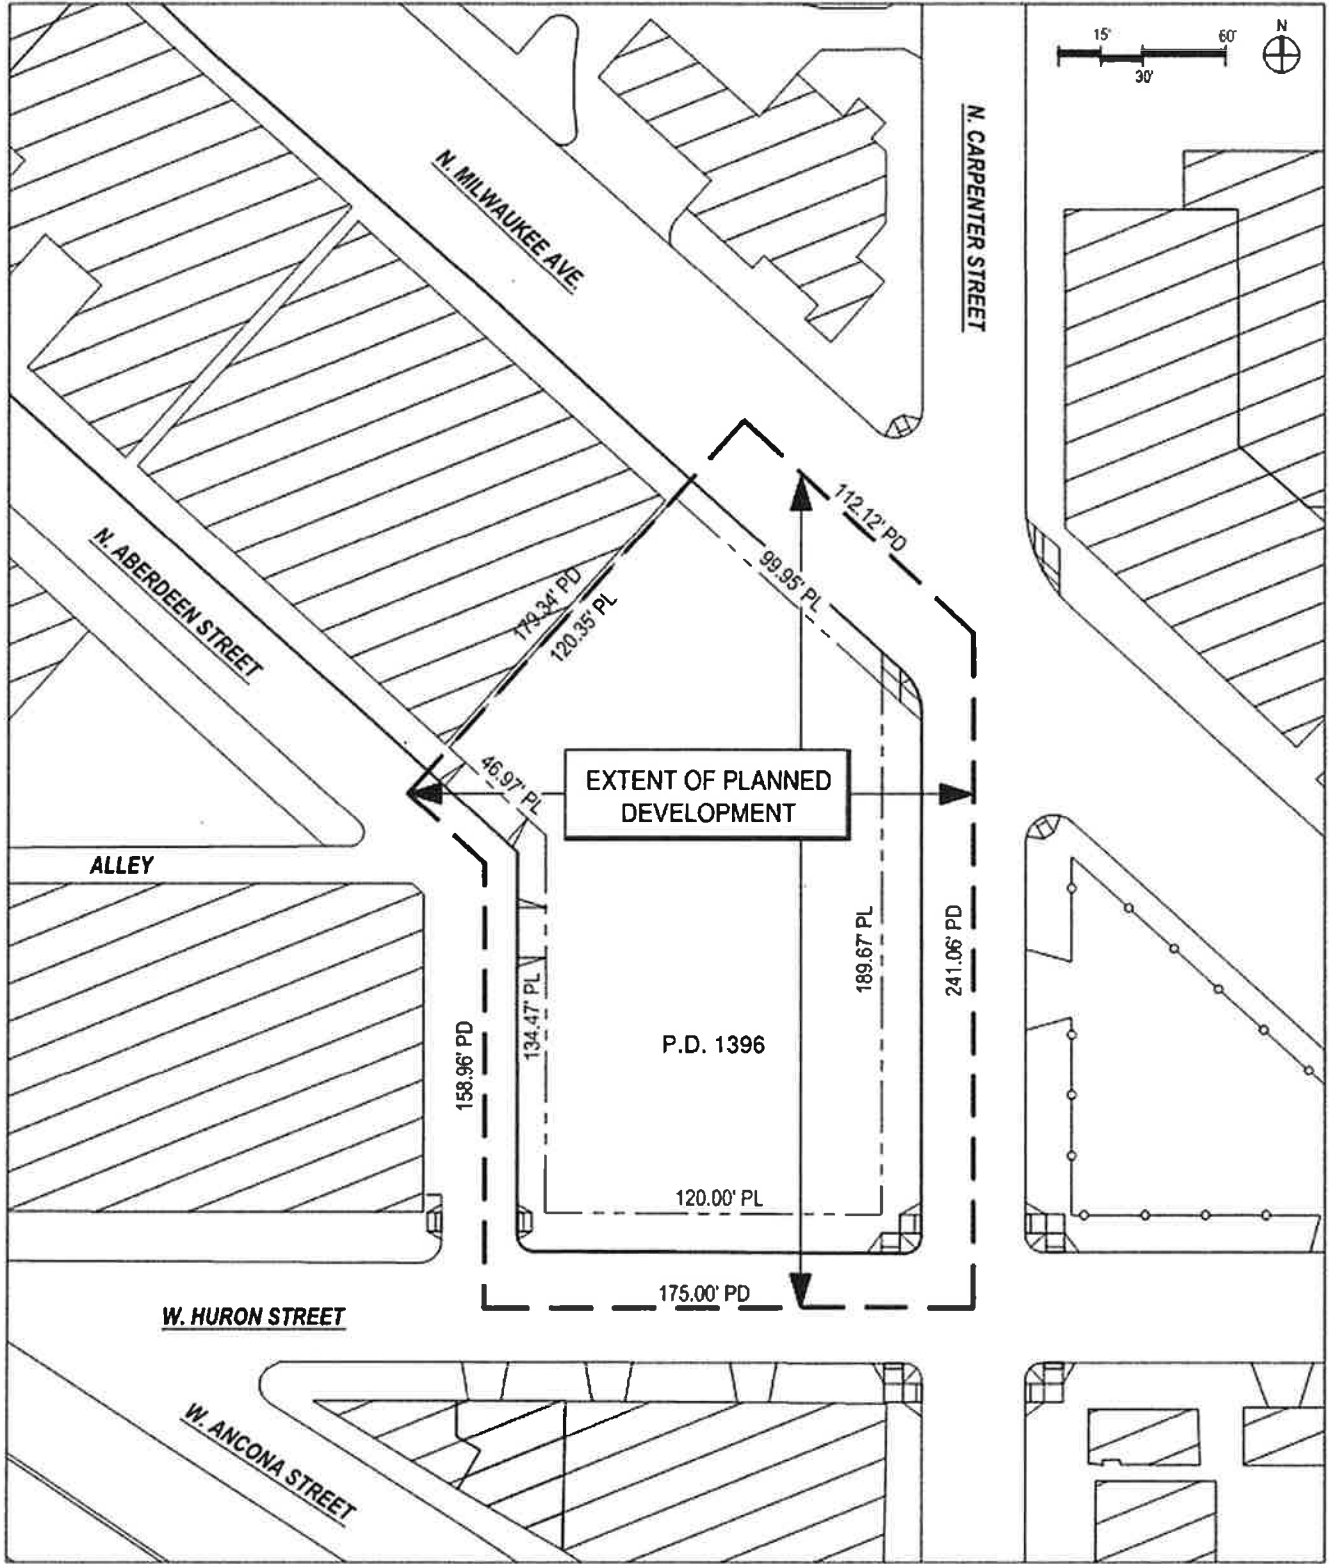 15'
60'
30'
N
N. CARPENTER STREET
N. MILWAUKEE AVE.
112.12' PD
99.95' PL
N. ABERDEEN STREET
179.34' PD
120.35' PL
46.97' PL
EXTENT OF PLANNED
DEVELOPMENT
ALLEY
189.67' PL
241.06' PD
134.47' PL
158.96' PD
P.D. 1396
120.00' PL
175.00' PD
W. HURON STREET
W. ANCONA STREET